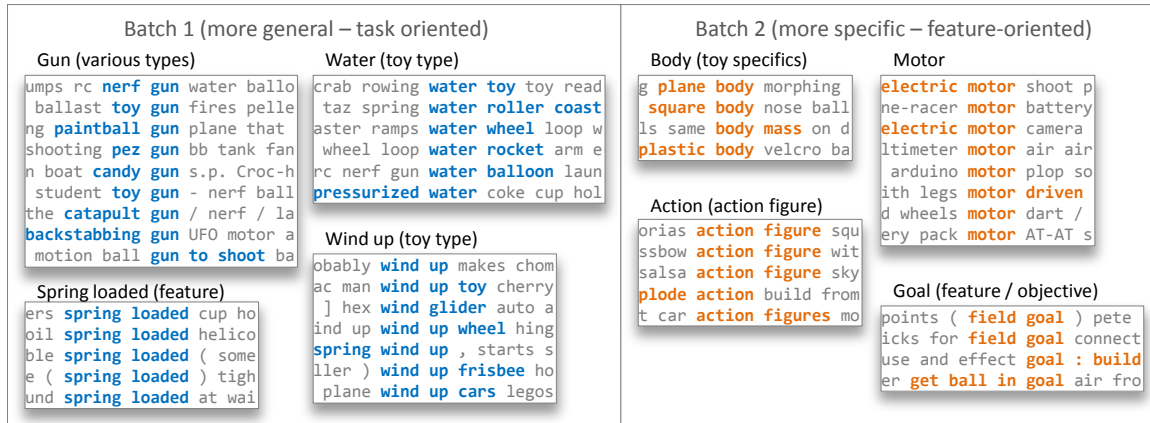 Batch 1 (more general – task oriented)
Gun (various types)
umps rc nerf gun water ballo
ballast toy gun fires pelle
ng paintball gun plane that
shooting pez gun bb tank fan
n boat candy gun s.p. Croc-h
student toy gun - nerf ball
the catapult gun / nerf / la
backstabbing gun UFO motor a
motion ball gun to shoot ba
Spring loaded (feature)
ers spring loaded cup ho
oil spring loaded helico
ble spring loaded ( some
e ( spring loaded ) tigh
und spring loaded at wai
Water (toy type)
crab rowing water toy toy read
taz spring water roller coast
aster ramps water wheel loop w
wheel loop water rocket arm e
rc nerf gun water balloon laun
pressurized water coke cup hol
Wind up (toy type)
obably wind up makes chom
ac man wind up toy cherry
] hex wind glider auto a
ind up wind up wheel hing
spring wind up , starts s
ller ) wind up frisbee ho
plane wind up cars legos
Batch 2 (more specific – feature-oriented)
Body (toy specifics)
g plane body morphing
square body nose ball
ls same body mass on d
plastic body velcro ba
Action (action figure)
orias action figure squ
ssbow action figure wit
salsa action figure sky
plode action build from
t car action figures mo
Motor
electric motor shoot p
ne-racer motor battery
electric motor camera
ltimeter motor air air
arduino motor plop so
ith legs motor driven
d wheels motor dart /
ery pack motor AT-AT s
Goal (feature / objective)
points ( field goal ) pete
icks for field goal connect
use and effect goal : build
er get ball in goal air fro